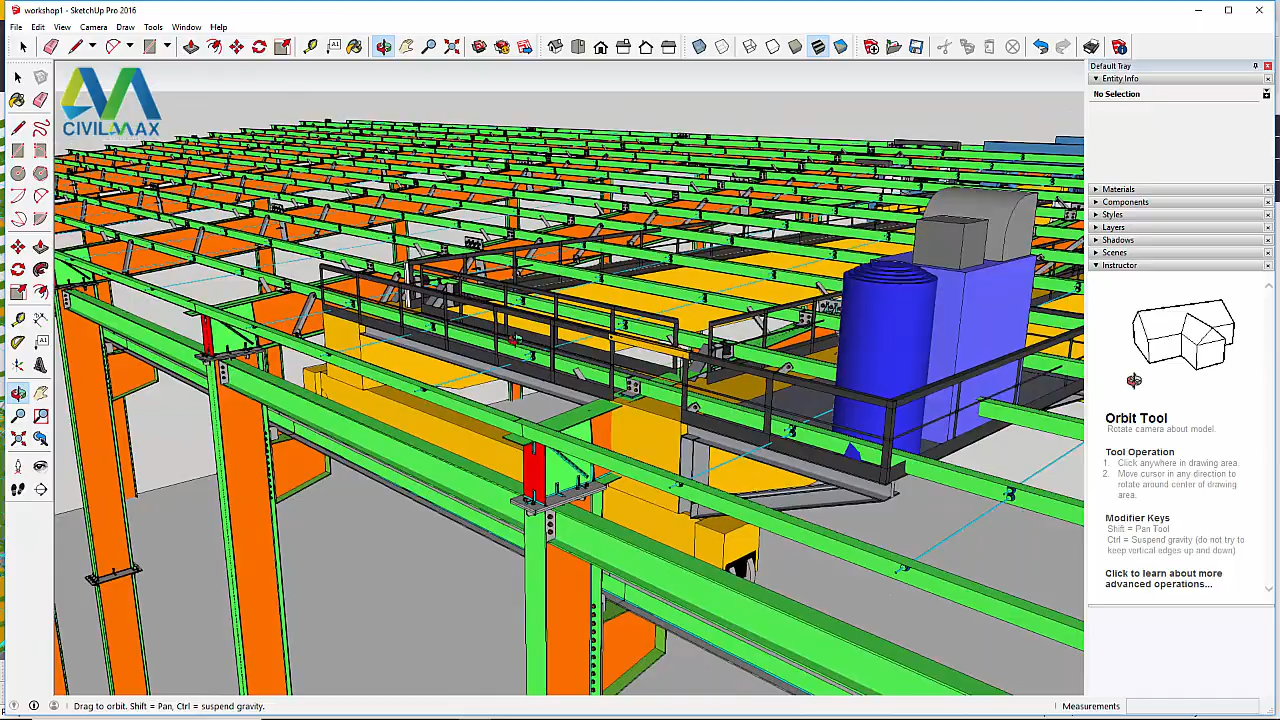 workshop1 - SketchUp Pro 2016
File Edit View Camera Draw Tools Window Help
CIVILMAX
Default Tray
Entity Info
No Selection
Materials
Components
Styles
Layers
Shadows
Scenes
Instructor
Orbit Tool
Rotate camera about model.
Tool Operation
1. Click anywhere in drawing area.
2. Move cursor in any direction to
rotate around center of drawing
area.
Modifier Keys
Shift = Pan Tool
Ctrl = Suspend gravity (do not try to
keep vertical edges up and down)
Click to learn about more
advanced operations...
Drag to orbit. Shift = Pan, Ctrl = suspend gravity.
Measurements